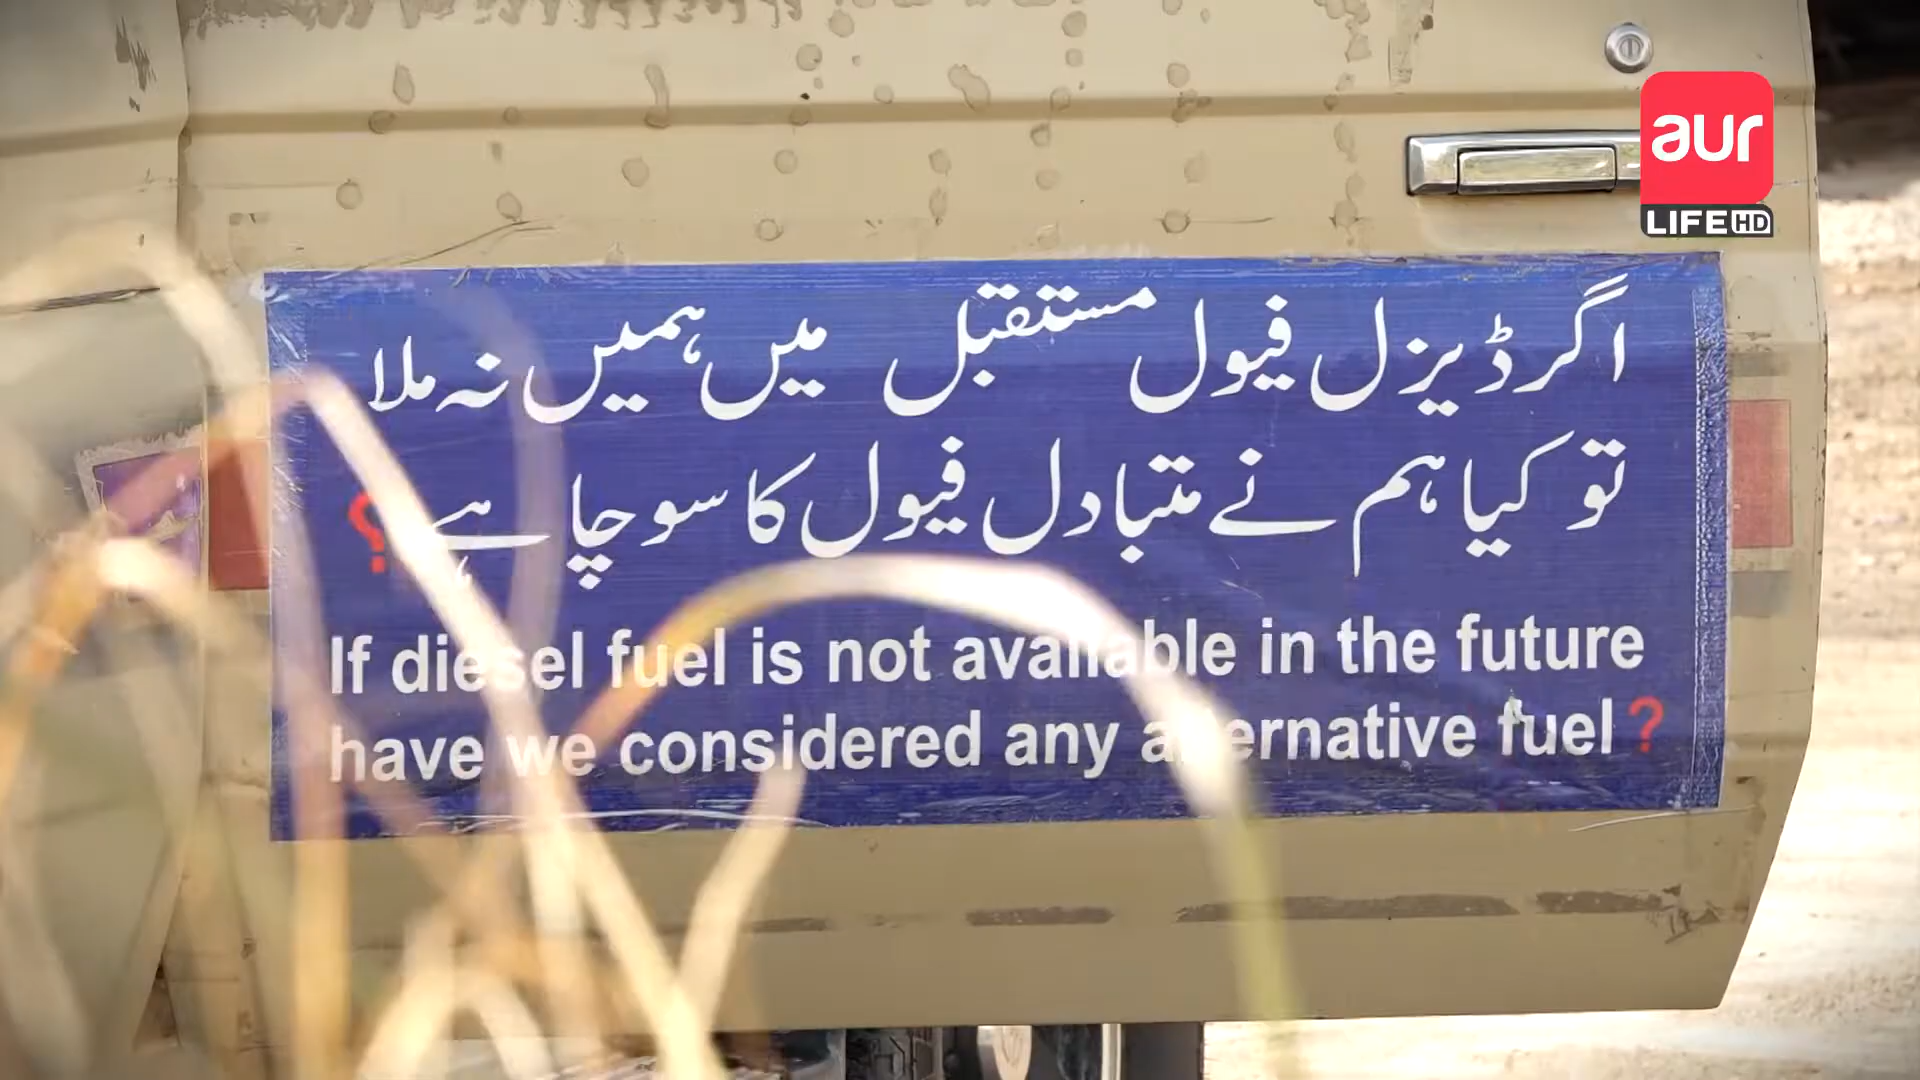 aur
LIFE HD
اگر ڈیزل فیول مستقبل میں ہمیں نہ ملا
تو کیا ہم نے متبادل فیول کا سوچا ہے؟
If diesel fuel is not available in the future
have we considered any alternative fuel?